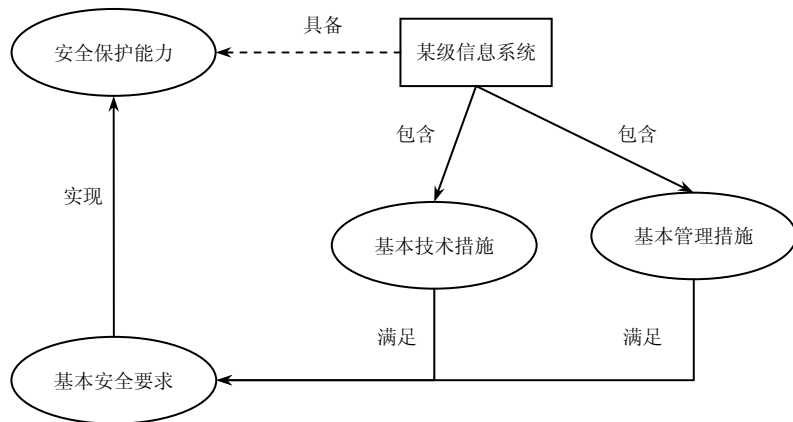 具备
安全保护能力
某级信息系统
包含
包含
实现
基本技术措施
基本管理措施
满足
满足
基本安全要求